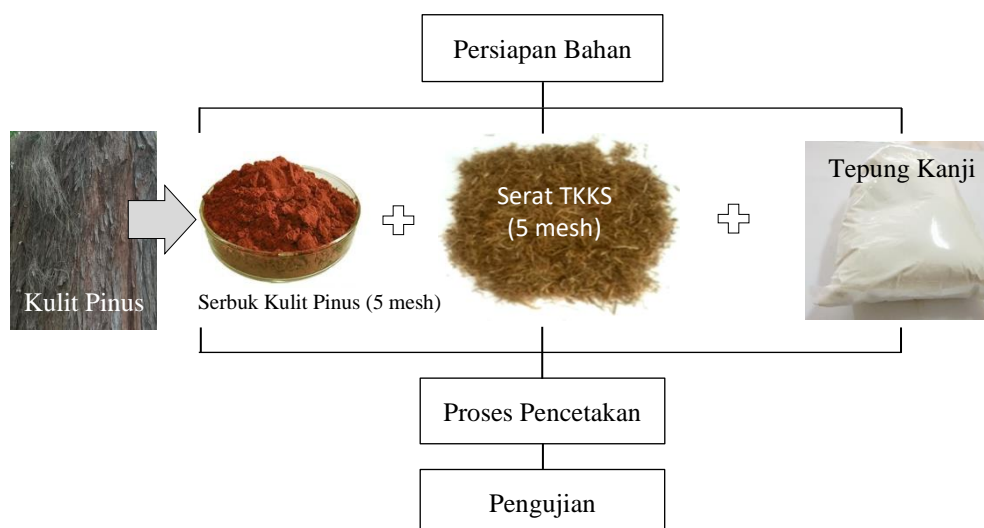 Persiapan Bahan
Tepung Kanji
Serat TKKS
(5 mesh)
Kulit Pinus
Serbuk Kulit Pinus (5 mesh)
Proses Pencetakan
Pengujian